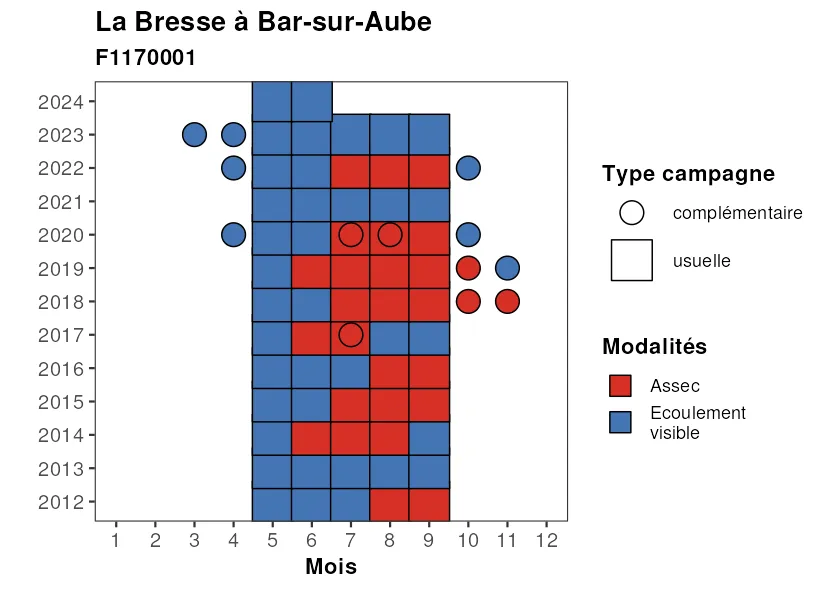 La Bresse à Bar-sur-Aube
F1170001
2024
2023
2022
2021
2020
2019
2018
2017
2016
2015
2014
2013
2012
1 2 3 4 5 6 7 8 9 10 11 12
Mois
Type campagne
complémentaire
usuelle
Modalités
Assec
Ecoulement
visible